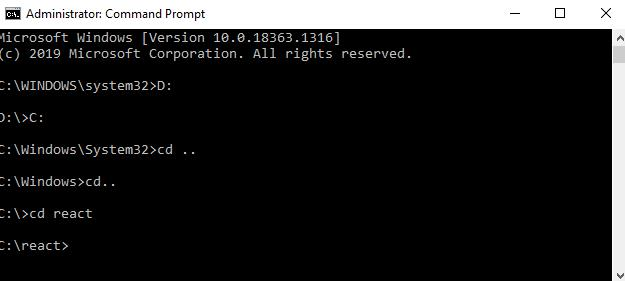 Administrator: Command Prompt
Microsoft Windows [Version 10.0.18363.1316]
(c) 2019 Microsoft Corporation. All rights reserved.
C:\WINDOWS\system32>D:
D:\>C:
C:\Windows\System32>cd ..
C:\Windows>cd..
C:\>cd react
C:\react>